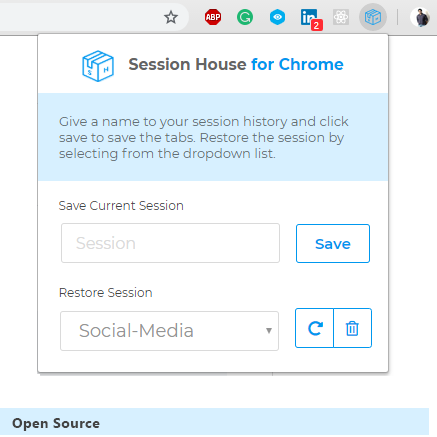 ABP
G
in
2
S H
Session House for Chrome
Give a name to your session history and click
save to save the tabs. Restore the session by
selecting from the dropdown list.
Save Current Session
Session
Save
Restore Session
Social-Media
Open Source